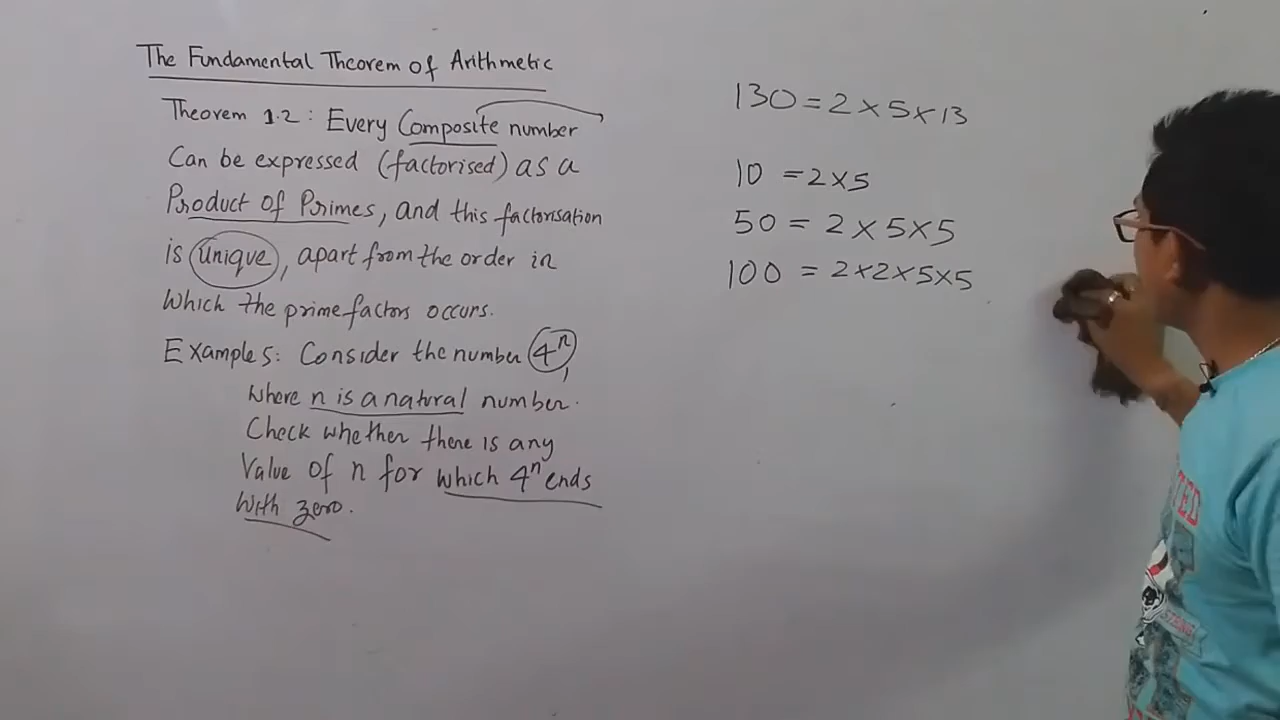 The Fundamental Theorem of Arithmetic
Theorem 1.2: Every Composite number
Can be expressed (factorised) as a
Product of Primes, and this factorisation
is unique, apart from the order in
Which the prime factors occurs.
Example 5: Consider the number 4ⁿ,
Where n is a natural number.
Check whether there is any
Value of n for which 4ⁿ ends
With zero.
130 = 2 × 5 × 13
10 = 2 × 5
50 = 2 × 5 × 5
100 = 2 × 2 × 5 × 5